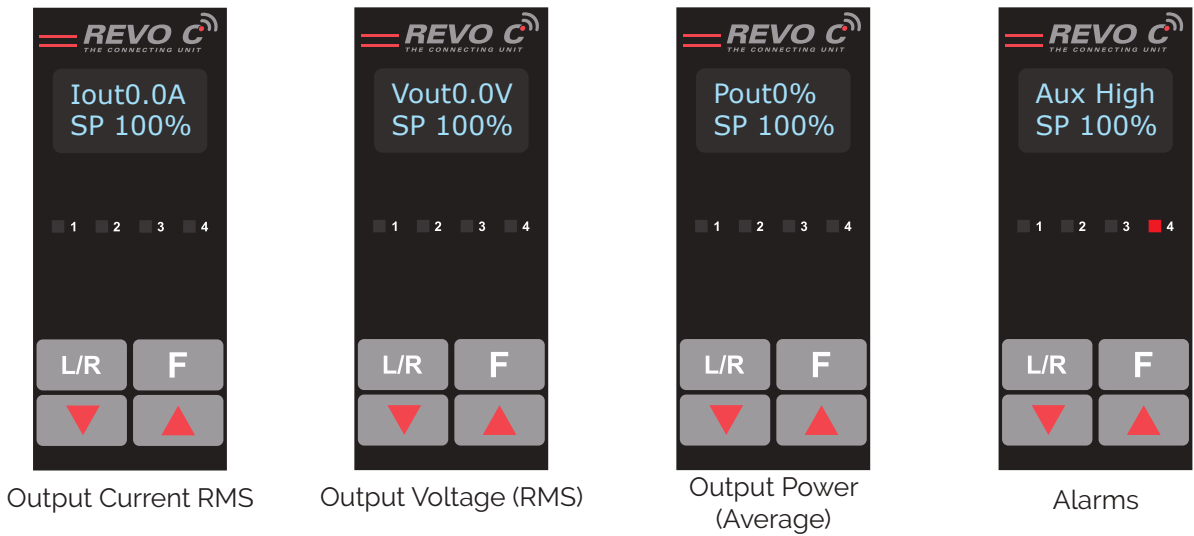 REVO C
THE CONNECTING UNIT
Iout0.0A
SP 100%
1 2 3 4
L/R F
Output Current RMS
REVO C
THE CONNECTING UNIT
Vout0.0V
SP 100%
1 2 3 4
L/R F
Output Voltage (RMS)
REVO C
THE CONNECTING UNIT
Pout0%
SP 100%
1 2 3 4
L/R F
Output Power
(Average)
REVO C
THE CONNECTING UNIT
Aux High
SP 100%
1 2 3 4
L/R F
Alarms